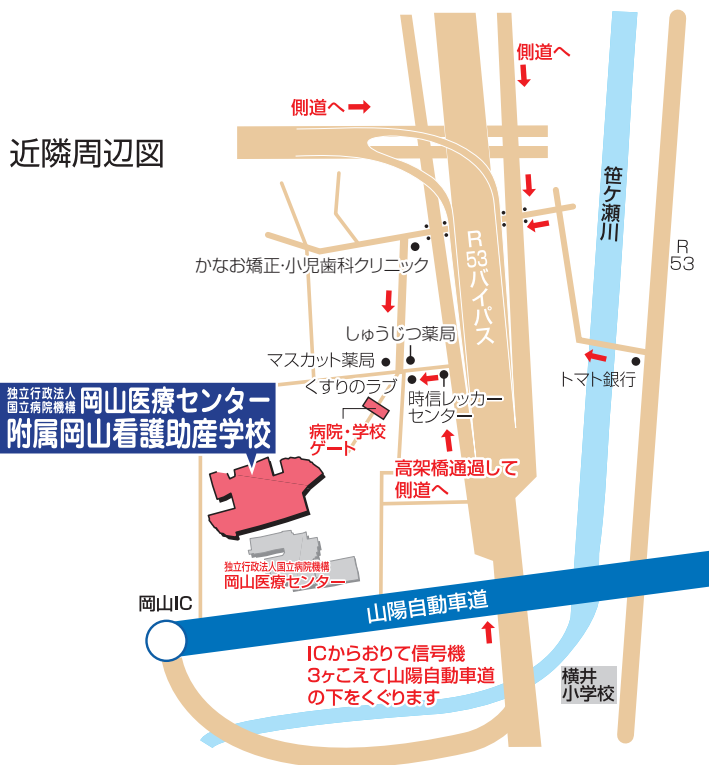 側道へ
側道へ
近隣周辺図
笹ケ瀬川
R
53
R
53バイパス
かなお矯正・小児歯科クリニック
しゅうじつ薬局
マスカット薬局
くすりのラブ
時信レッカー
センター
トマト銀行
独立行政法人
国立病院機構
岡山医療センター
附属岡山看護助産学校
病院・学校
ゲート
高架橋通過して
側道へ
独立行政法人国立病院機構
岡山医療センター
岡山IC
山陽自動車道
ICからおりて信号機
3ヶこえて山陽自動車道
の下をくぐります
横井
小学校